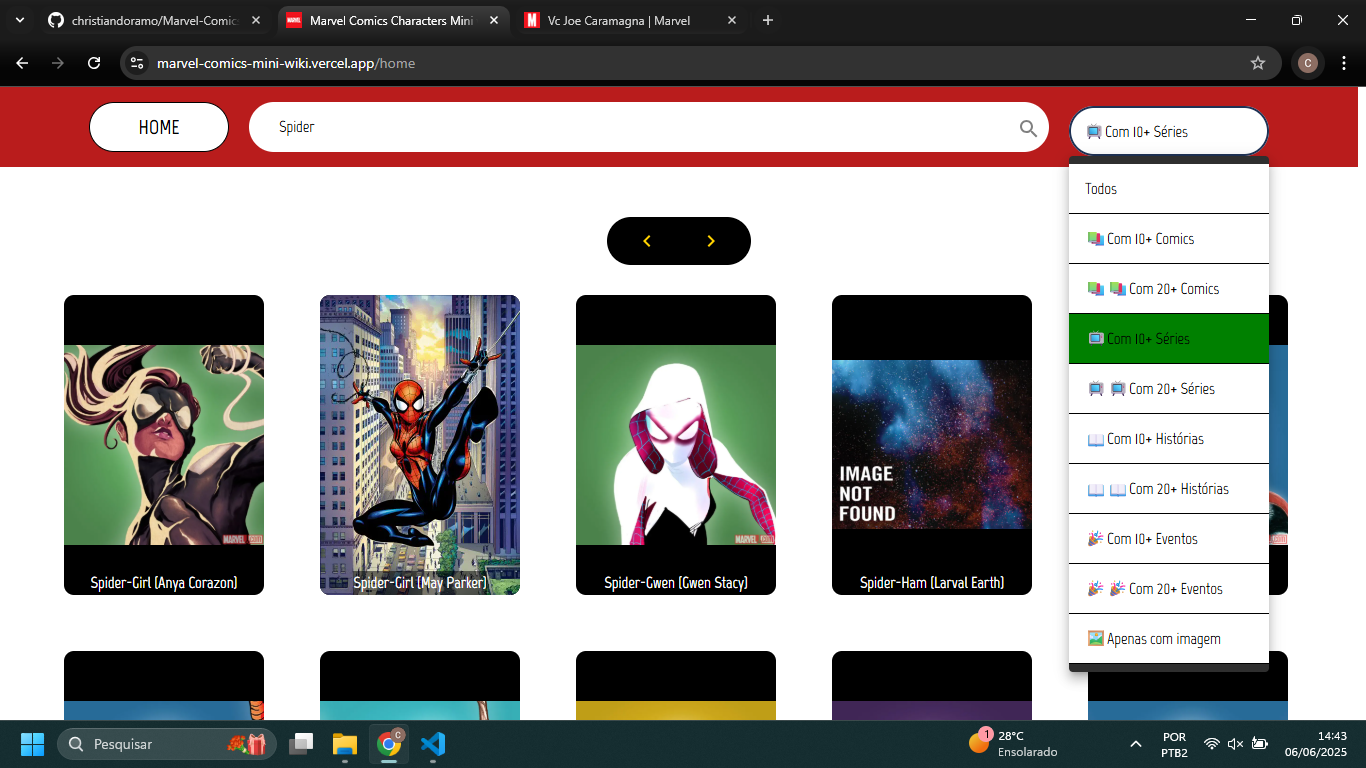 christiandoramo/Marvel-Comic
Marvel Comics Characters Mini
Vc Joe Caramagna | Marvel
marvel-comics-mini-wiki.vercel.app/home
C
HOME
Spider
Com 10+ Séries
Todos
Com 10+ Comics
Com 20+ Comics
Com 10+ Séries
Com 20+ Séries
Com 10+ Histórias
Com 20+ Histórias
Com 10+ Eventos
Com 20+ Eventos
Apenas com imagem
IMAGE
NOT
FOUND
MARVEL
MARVEL
Spider-Girl (Anya Corazon)
Spider-Girl (May Parker)
Spider-Gwen (Gwen Stacy)
Spider-Ham (Larval Earth)
Pesquisar
C
1
28°C
Ensolarado
POR
PTB2
14:43
06/06/2025